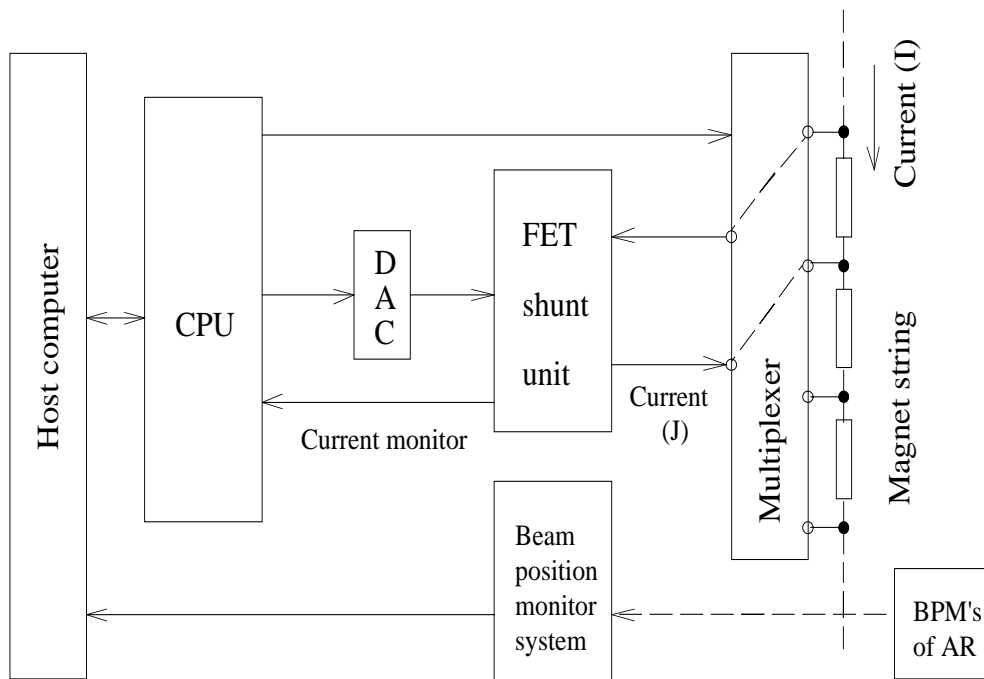 Host computer
CPU
D
A
C
FET
shunt
unit
Current monitor
Current
(J)
Multiplexer
Current (I)
Magnet string
Beam
position
monitor
system
BPM's
of AR